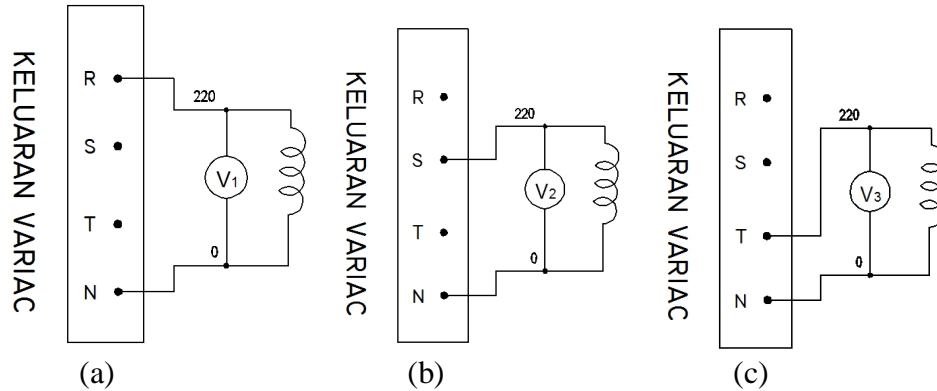 KELUARAN VARIAC
R
S
T
N
220
V1
0
(a)
KELUARAN VARIAC
R
S
T
N
220
V2
0
(b)
KELUARAN VARIAC
R
S
T
N
220
V3
0
(c)